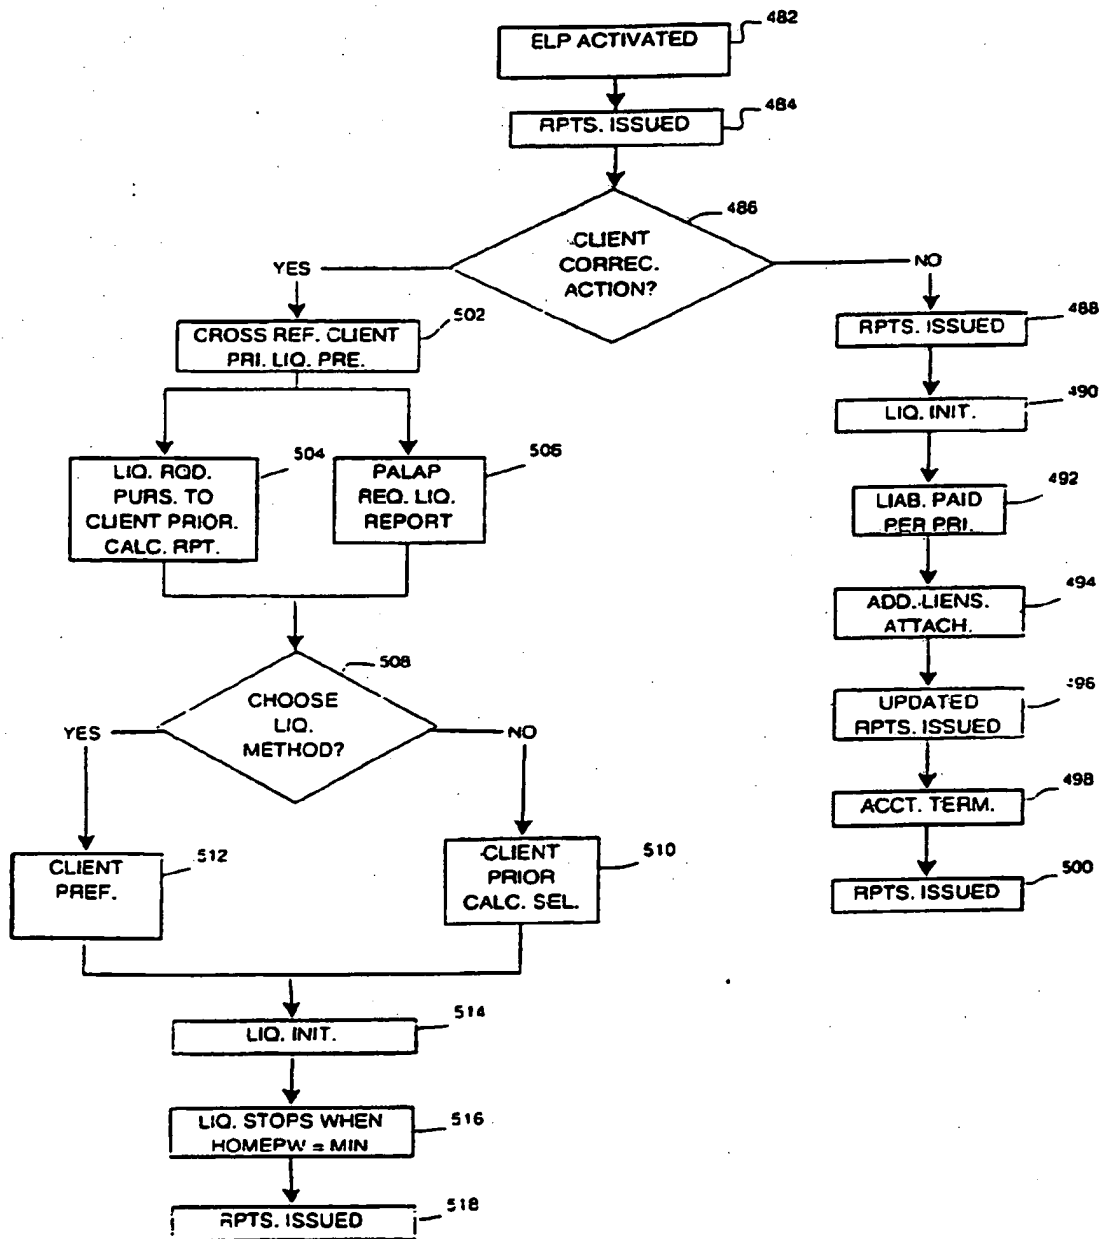 ELP ACTIVATED
482
RPTS. ISSUED
484
CLIENT
CORREC.
ACTION?
486
YES
NO
CROSS REF. CLIENT
PRI. LIQ. PRE.
502
LIQ. RQD.
PURS. TO
CLIENT PRIOR.
CALC. RPT.
504
PALAP
REQ. LIQ.
REPORT
506
CHOOSE
LIQ.
METHOD?
508
YES
NO
CLIENT
PREF.
512
CLIENT
PRIOR
CALC. SEL.
510
LIQ. INIT.
514
LIQ. STOPS WHEN
HOMEPW = MIN
516
RPTS. ISSUED
518
RPTS. ISSUED
488
LIQ. INIT.
490
LIAB. PAID
PER PRI.
492
ADD. LIENS.
ATTACH.
494
UPDATED
RPTS. ISSUED
496
ACCT. TERM.
498
RPTS. ISSUED
500